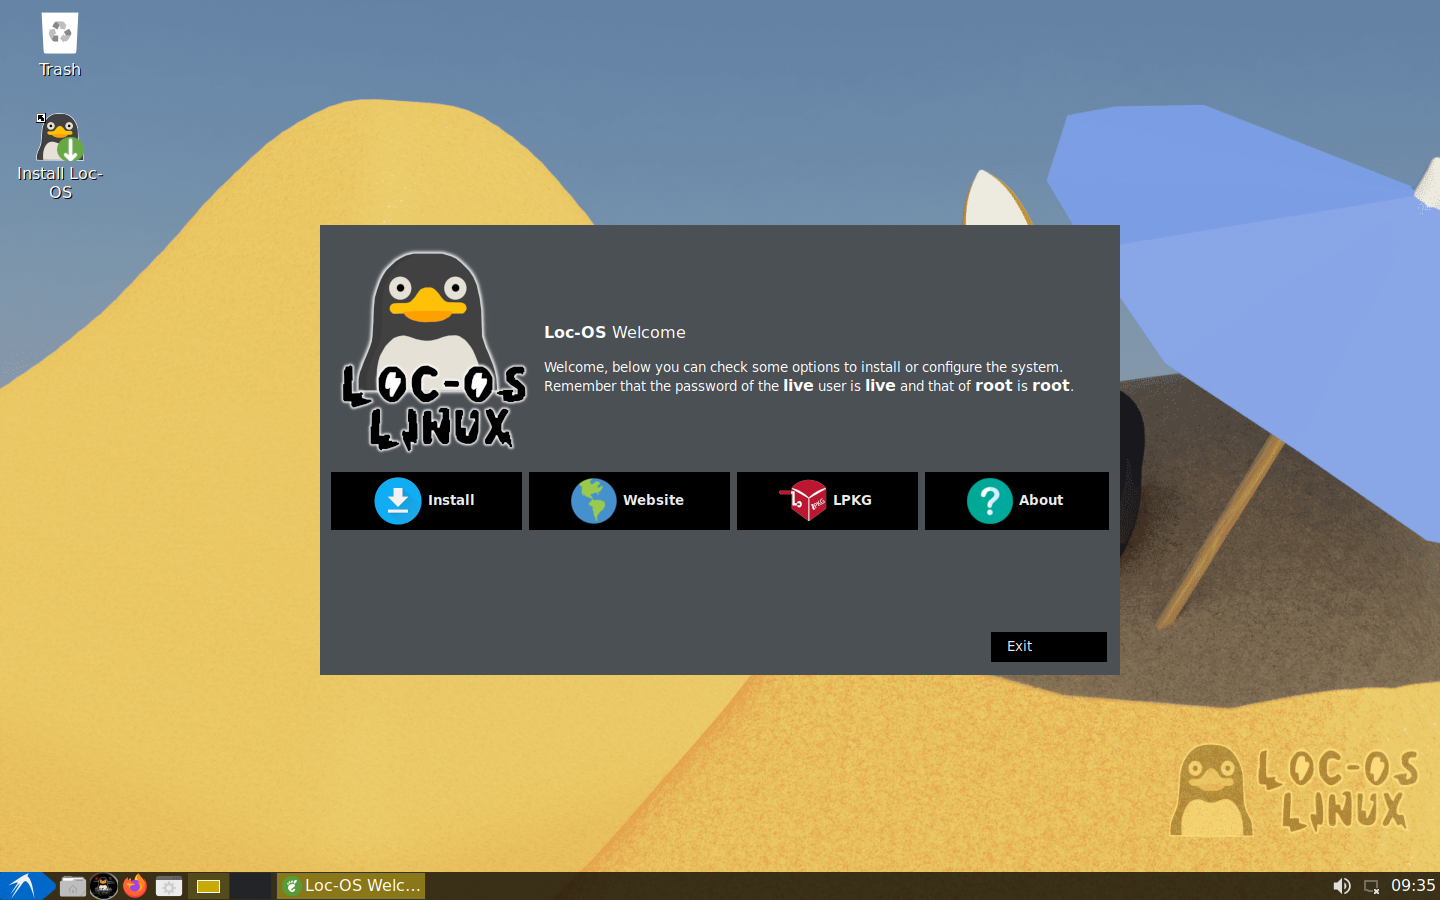 Trash
Install Loc-
OS
LOC-OS
LINUX
Loc-OS Welcome
Welcome, below you can check some options to install or configure the system.
Remember that the password of the live user is live and that of root is root.
Install
Website
LPKG
LPKG
About
Exit
LOC-OS
LINUX
Loc-OS Welc...
09:35